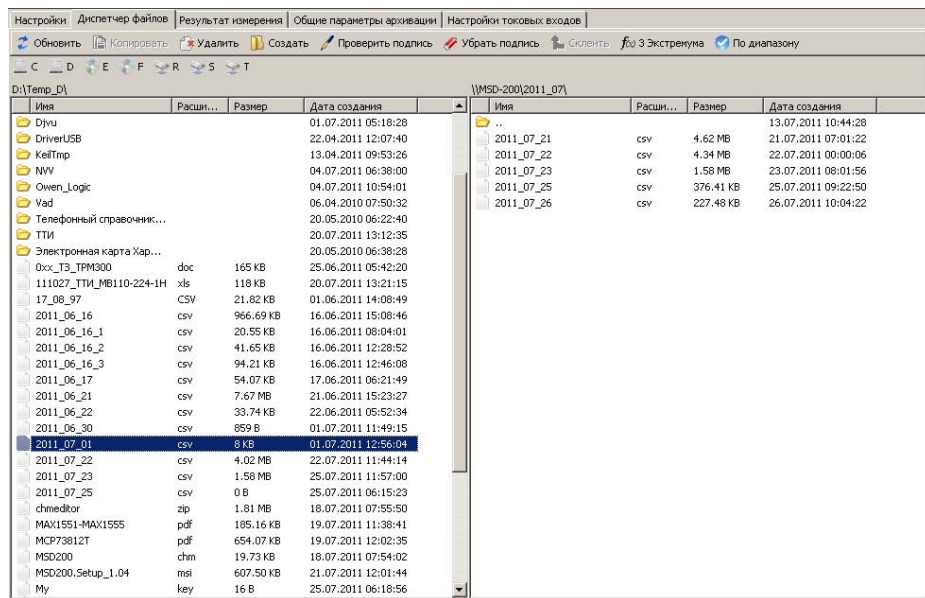 Настройки Диспетчер файлов Результат измерения Общие параметры архивации Настройки токовых входов
Обновить Копировать Удалить Создать Проверить подпись Убрать подпись Склеить f(x) 3 Экстремума По диапазону
C D E F R S T
D:\Temp_D\
Имя Расши... Размер Дата создания
Djvu 01.07.2011 05:18:28
DriverUSB 22.04.2011 12:07:40
KeilTmp 13.04.2011 09:53:26
NVV 04.07.2011 06:38:00
Owen_Logic 04.07.2011 10:54:01
Vad 06.04.2010 07:50:32
Телефонный справочник... 20.05.2010 06:22:40
ТТИ 20.07.2011 13:12:35
Электронная карта Хар... 20.05.2010 06:38:28
0xx_ТЗ_ТРМ300 doc 165 KB 25.06.2011 05:42:20
111027_ТТИ_МВ110-224-1Н xls 118 KB 20.07.2011 13:21:15
17_08_97 CSV 21.82 KB 01.06.2011 14:08:49
2011_06_16 csv 966.69 KB 16.06.2011 15:08:46
2011_06_16_1 csv 20.55 KB 16.06.2011 08:04:01
2011_06_16_2 csv 41.65 KB 16.06.2011 12:28:52
2011_06_16_3 csv 94.21 KB 16.06.2011 12:46:08
2011_06_17 csv 54.07 KB 17.06.2011 06:21:49
2011_06_21 csv 7.67 MB 21.06.2011 15:23:27
2011_06_22 csv 33.74 KB 22.06.2011 05:52:34
2011_06_30 csv 859 B 01.07.2011 11:49:15
2011_07_01 csv 8 KB 01.07.2011 12:56:04
2011_07_22 csv 4.02 MB 22.07.2011 11:44:14
2011_07_23 csv 1.58 MB 25.07.2011 11:57:00
2011_07_25 csv 0 B 25.07.2011 06:15:23
chmeditor zip 1.81 MB 18.07.2011 07:55:50
MAX1551-MAX1555 pdf 185.16 KB 19.07.2011 11:38:41
MCP73812T pdf 654.07 KB 19.07.2011 12:02:35
MSD200 chm 19.73 KB 18.07.2011 07:54:02
MSD200.Setup_1.04 msi 607.50 KB 21.07.2011 12:01:44
My key 16 B 25.07.2011 06:18:56
\\MSD-200\2011_07\
Имя Расши... Размер Дата создания
.. 13.07.2011 10:44:28
2011_07_21 csv 4.62 MB 21.07.2011 07:01:22
2011_07_22 csv 4.34 MB 22.07.2011 00:00:06
2011_07_23 csv 1.58 MB 23.07.2011 08:01:56
2011_07_25 csv 376.41 KB 25.07.2011 09:22:50
2011_07_26 csv 227.48 KB 26.07.2011 10:04:22